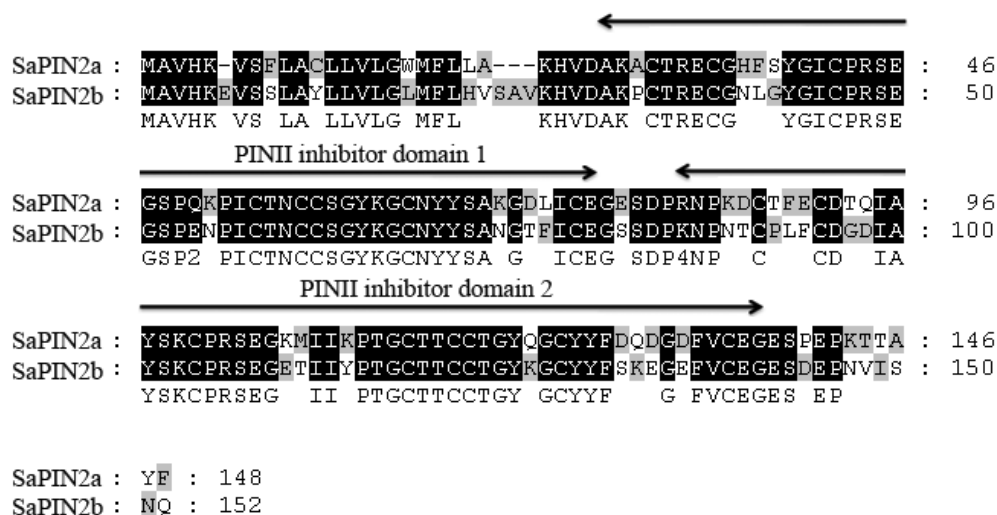 SaPIN2a : MAVHK-VSFLACLLVLGWMFLLA---KHVDAKACTRECGHFSYGICPRSE : 46
SaPIN2b : MAVHKEVSSLAYLLVLGLMFLHVSAVKHVDAKPCTRECGNLGYGICPRSE : 50
MAVHK VS LA LLVLG MFL KHVDAK CTRECG YGICPRSE
PINII inhibitor domain 1
SaPIN2a : GSPQKPICTNCCSGYKGCNYYSAKGDLICEGESDPRNPKDCTFECDTQIA : 96
SaPIN2b : GSPENPICTNCCSGYKGCNYYSANGTFICEGSSDPKNPNTCPLFCDGDIA : 100
GSP2 PICTNCCSGYKGCNYYSA G ICEG SDP4NP C CD IA
PINII inhibitor domain 2
SaPIN2a : YSKCPRSEGKMIIKPTGCTTCCTGYQGCYYFDQDGDFVCEGESPEPKTTA : 146
SaPIN2b : YSKCPRSEGETIIYPTGCTTCCTGYKGCYYFSKEGEFVCEGESDEPNVIS : 150
YSKCPRSEG II PTGCTTCCTGY GCYYF G FVCEGES EP
SaPIN2a : YF : 148
SaPIN2b : NQ : 152